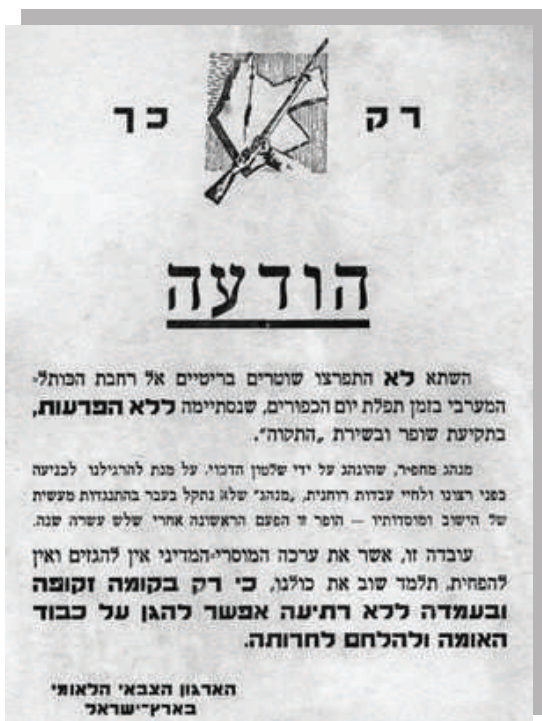 רק כך
הודעה
השתא לא התפרצו שוטרים בריטיים אל רחבת הכותל־
המערבי בזמן תפלת יום הכפורים, שנסתיימה ללא הפרעות,
בתקיעת שופר ובשירת „התקוה".
מנהג מחפיר, שהונהג על ידי שלטון הדכוי, על מנת להרגילנו לכניעה
בפני רצונו ולחיי עבדות רוחנית, „מנהג" שלא נתקל בעבר בהתנגדות מעשית
של הישוב ומוסדותיו — הופר זו הפעם הראשונה אחרי שלש עשרה שנה.
עובדה זו, אשר את ערכה המוסרי־המדיני אין להגזים ואין
להפחית, תלמד שוב את כולנו, כי רק בקומה זקופה
ובעמדה ללא רתיעה אפשר להגן על כבוד
האומה ולהלחם לחרותה.
הארגון הצבאי הלאומי
בארץ־ישראל